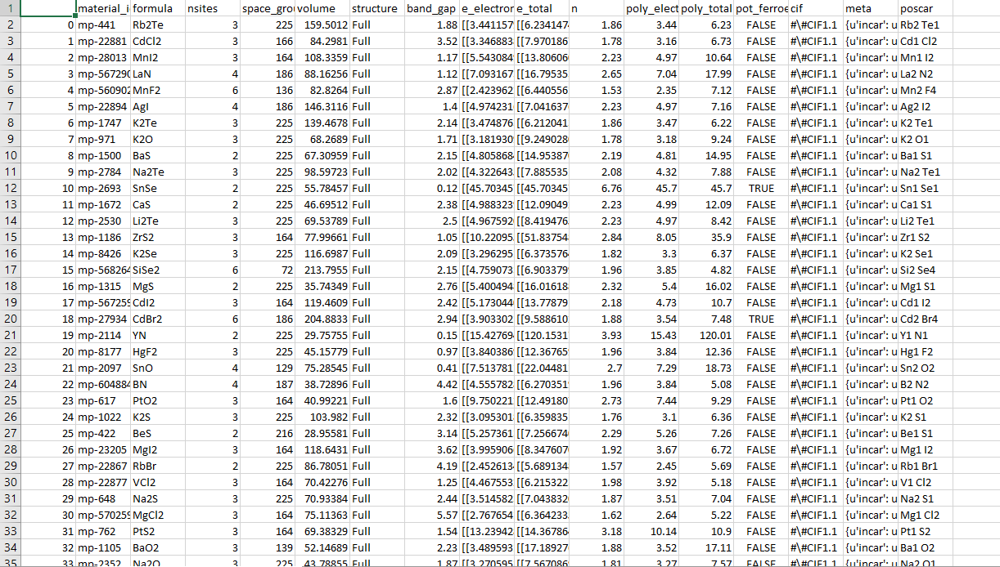 1 material_i formula nsites space_grou volume structure band_gap e_electron e_total n poly_elect poly_total pot_ferroe cif meta poscar
2 0 mp-441 Rb2Te 3 225 159.5012 Full 1.88 [[3.441157 [[6.2341474 1.86 3.44 6.23 FALSE #\#CIF1.1 {u'incar': u Rb2 Te1
3 1 mp-22881 CdCl2 3 166 84.2981 Full 3.52 [[3.346883 [[7.970186 1.78 3.16 6.73 FALSE #\#CIF1.1 {u'incar': u Cd1 Cl2
4 2 mp-28013 MnI2 3 164 108.3359 Full 1.17 [[5.543084 [[13.80606 2.23 4.97 10.64 FALSE #\#CIF1.1 {u'incar': u Mn1 I2
5 3 mp-567290 LaN 4 186 88.16256 Full 1.12 [[7.093167 [[16.79535 2.65 7.04 17.99 FALSE #\#CIF1.1 {u'incar': u La2 N2
6 4 mp-560902 MnF2 6 136 82.8264 Full 2.87 [[2.423962 [[6.440556 1.53 2.35 7.12 FALSE #\#CIF1.1 {u'incar': u Mn2 F4
7 5 mp-22894 AgI 4 186 146.3116 Full 1.4 [[4.974231 [[7.041637 2.23 4.97 7.16 FALSE #\#CIF1.1 {u'incar': u Ag2 I2
8 6 mp-1747 K2Te 3 225 139.4678 Full 2.14 [[3.474876 [[6.212041 1.86 3.47 6.22 FALSE #\#CIF1.1 {u'incar': u K2 Te1
9 7 mp-971 K2O 3 225 68.2689 Full 1.71 [[3.181930 [[9.249028 1.78 3.18 9.24 FALSE #\#CIF1.1 {u'incar': u K2 O1
10 8 mp-1500 BaS 2 225 67.30959 Full 2.15 [[4.805868 [[14.95387 2.19 4.81 14.95 FALSE #\#CIF1.1 {u'incar': u Ba1 S1
11 9 mp-2784 Na2Te 3 225 98.59723 Full 2.02 [[4.322643 [[7.885535 2.08 4.32 7.88 FALSE #\#CIF1.1 {u'incar': u Na2 Te1
12 10 mp-2693 SnSe 2 225 55.78457 Full 0.12 [[45.70345 [[45.70345 6.76 45.7 45.7 TRUE #\#CIF1.1 {u'incar': u Sn1 Se1
13 11 mp-1672 CaS 2 225 46.69512 Full 2.38 [[4.988323 [[12.09049 2.23 4.99 12.09 FALSE #\#CIF1.1 {u'incar': u Ca1 S1
14 12 mp-2530 Li2Te 3 225 69.53789 Full 2.5 [[4.967592 [[8.419476 2.23 4.97 8.42 FALSE #\#CIF1.1 {u'incar': u Li2 Te1
15 13 mp-1186 ZrS2 3 164 77.99661 Full 1.05 [[10.22095 [[51.83754 2.84 8.05 35.9 FALSE #\#CIF1.1 {u'incar': u Zr1 S2
16 14 mp-8426 K2Se 3 225 116.6987 Full 2.09 [[3.296295 [[6.373576 1.82 3.3 6.37 FALSE #\#CIF1.1 {u'incar': u K2 Se1
17 15 mp-568264 SiSe2 6 72 213.7955 Full 2.15 [[4.759073 [[6.903379 1.96 3.85 4.82 FALSE #\#CIF1.1 {u'incar': u Si2 Se4
18 16 mp-1315 MgS 2 225 35.74349 Full 2.76 [[5.400494 [[16.01618 2.32 5.4 16.02 FALSE #\#CIF1.1 {u'incar': u Mg1 S1
19 17 mp-567259 CdI2 3 164 119.4609 Full 2.42 [[5.173044 [[13.77879 2.18 4.73 10.7 FALSE #\#CIF1.1 {u'incar': u Cd1 I2
20 18 mp-27934 CdBr2 6 186 204.8833 Full 2.94 [[3.903302 [[9.588610 1.88 3.54 7.48 TRUE #\#CIF1.1 {u'incar': u Cd2 Br4
21 19 mp-2114 YN 2 225 29.75755 Full 0.15 [[15.42769 [[120.1531 3.93 15.43 120.01 FALSE #\#CIF1.1 {u'incar': u Y1 N1
22 20 mp-8177 HgF2 3 225 45.15779 Full 0.97 [[3.840386 [[12.36765 1.96 3.84 12.36 FALSE #\#CIF1.1 {u'incar': u Hg1 F2
23 21 mp-2097 SnO 4 129 75.28545 Full 0.41 [[7.513781 [[22.04481 2.7 7.29 18.73 FALSE #\#CIF1.1 {u'incar': u Sn2 O2
24 22 mp-604884 BN 4 187 38.72896 Full 4.42 [[4.555782 [[6.270351 1.96 3.84 5.08 FALSE #\#CIF1.1 {u'incar': u B2 N2
25 23 mp-617 PtO2 3 164 40.99221 Full 1.6 [[9.750221 [[12.49180 2.73 7.44 9.29 FALSE #\#CIF1.1 {u'incar': u Pt1 O2
26 24 mp-1022 K2S 3 225 103.982 Full 2.32 [[3.095301 [[6.359835 1.76 3.1 6.36 FALSE #\#CIF1.1 {u'incar': u K2 S1
27 25 mp-422 BeS 2 216 28.95581 Full 3.14 [[5.257361 [[7.256674 2.29 5.26 7.26 FALSE #\#CIF1.1 {u'incar': u Be1 S1
28 26 mp-23205 MgI2 3 164 118.6431 Full 3.62 [[3.995906 [[8.347607 1.92 3.67 6.72 FALSE #\#CIF1.1 {u'incar': u Mg1 I2
29 27 mp-22867 RbBr 2 225 86.78051 Full 4.19 [[2.452613 [[5.689134 1.57 2.45 5.69 FALSE #\#CIF1.1 {u'incar': u Rb1 Br1
30 28 mp-22877 VCl2 3 164 70.42276 Full 1.25 [[4.467553 [[6.215322 1.98 3.92 5.18 FALSE #\#CIF1.1 {u'incar': u V1 Cl2
31 29 mp-648 Na2S 3 225 70.93384 Full 2.44 [[3.514582 [[7.043832 1.87 3.51 7.04 FALSE #\#CIF1.1 {u'incar': u Na2 S1
32 30 mp-570259 MgCl2 3 164 75.11363 Full 5.57 [[2.767654 [[6.364233 1.62 2.64 5.22 FALSE #\#CIF1.1 {u'incar': u Mg1 Cl2
33 31 mp-762 PtS2 3 164 69.38329 Full 1.54 [[13.23942 [[14.36786 3.18 10.14 10.9 FALSE #\#CIF1.1 {u'incar': u Pt1 S2
34 32 mp-1105 BaO2 3 139 52.14689 Full 2.23 [[3.489593 [[17.18927 1.88 3.52 17.11 FALSE #\#CIF1.1 {u'incar': u Ba1 O2
35 33 mp-2352 Na2O 3 225 43.78855 Full 1.87 [[3.270595 [[7.567086 1.81 3.27 7.57 FALSE #\#CIF1.1 {u'incar': u Na2 O1